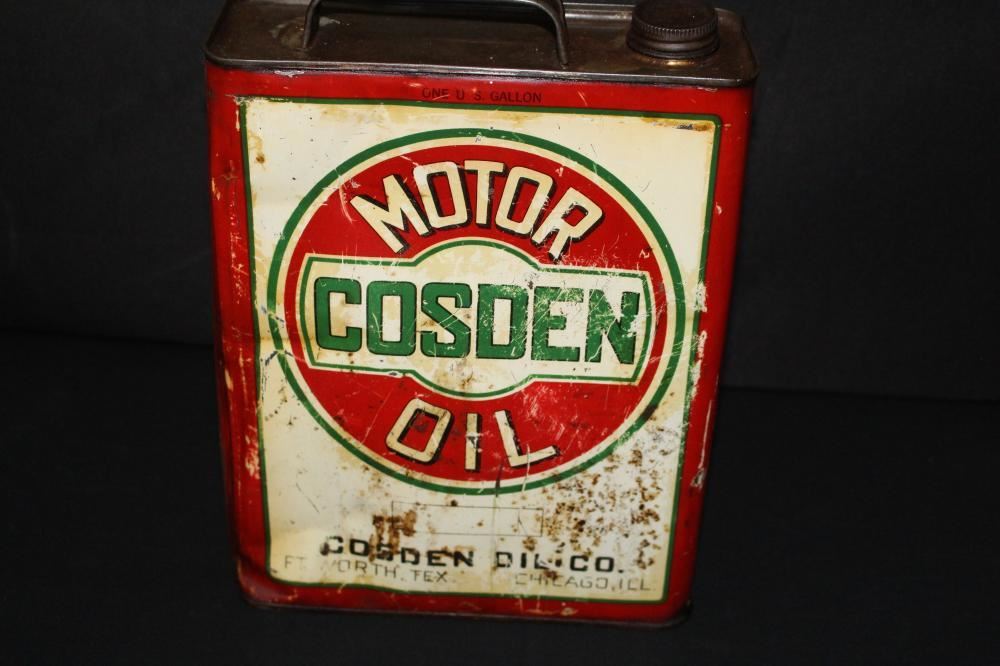 ONE U.S. GALLON
MOTOR
COSDEN
OIL
COSDEN OIL CO.
FT. WORTH, TEX. CHICAGO, ILL.